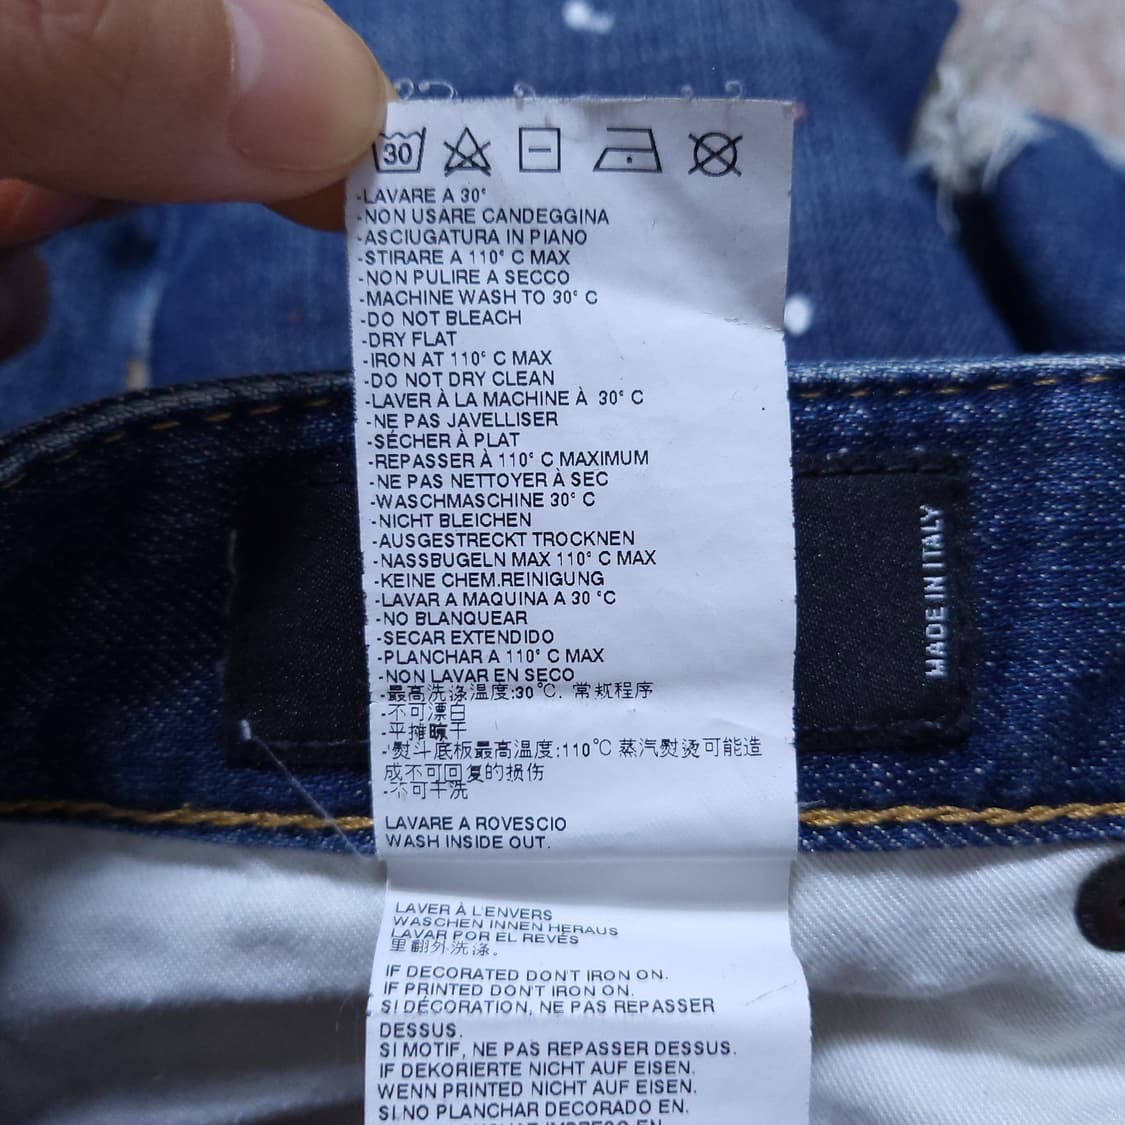 30
-LAVARE A 30°
-NON USARE CANDEGGINA
-ASCIUGATURA IN PIANO
-STIRARE A 110° C MAX
-NON PULIRE A SECCO
-MACHINE WASH TO 30° C
-DO NOT BLEACH
-DRY FLAT
-IRON AT 110° C MAX
-DO NOT DRY CLEAN
-LAVER À LA MACHINE À 30° C
-NE PAS JAVELLISER
-SÉCHER À PLAT
-REPASSER À 110° C MAXIMUM
-NE PAS NETTOYER À SEC
-WASCHMASCHINE 30° C
-NICHT BLEICHEN
-AUSGESTRECKT TROCKNEN
-NASSBUGELN MAX 110° C MAX
-KEINE CHEM.REINIGUNG
-LAVAR A MAQUINA A 30 °C
-NO BLANQUEAR
-SECAR EXTENDIDO
-PLANCHAR A 110° C MAX
-NON LAVAR EN SECO
-最高洗涤温度:30℃. 常规程序
-不可漂白
-平摊晾干
-熨斗底板最高温度:110℃ 蒸汽熨烫可能造
成不可回复的损伤
-不可干洗
LAVARE A ROVESCIO
WASH INSIDE OUT.
LAVER À L'ENVERS
WASCHEN INNEN HERAUS
LAVAR POR EL REVÉS
里翻外洗涤。
IF DECORATED DON'T IRON ON.
IF PRINTED DON'T IRON ON.
SI DÉCORATION, NE PAS REPASSER
DESSUS.
SI MOTIF, NE PAS REPASSER DESSUS.
IF DEKORIERTE NICHT AUF EISEN.
WENN PRINTED NICHT AUF EISEN.
SI NO PLANCHAR DECORADO EN.
MADE IN ITALY